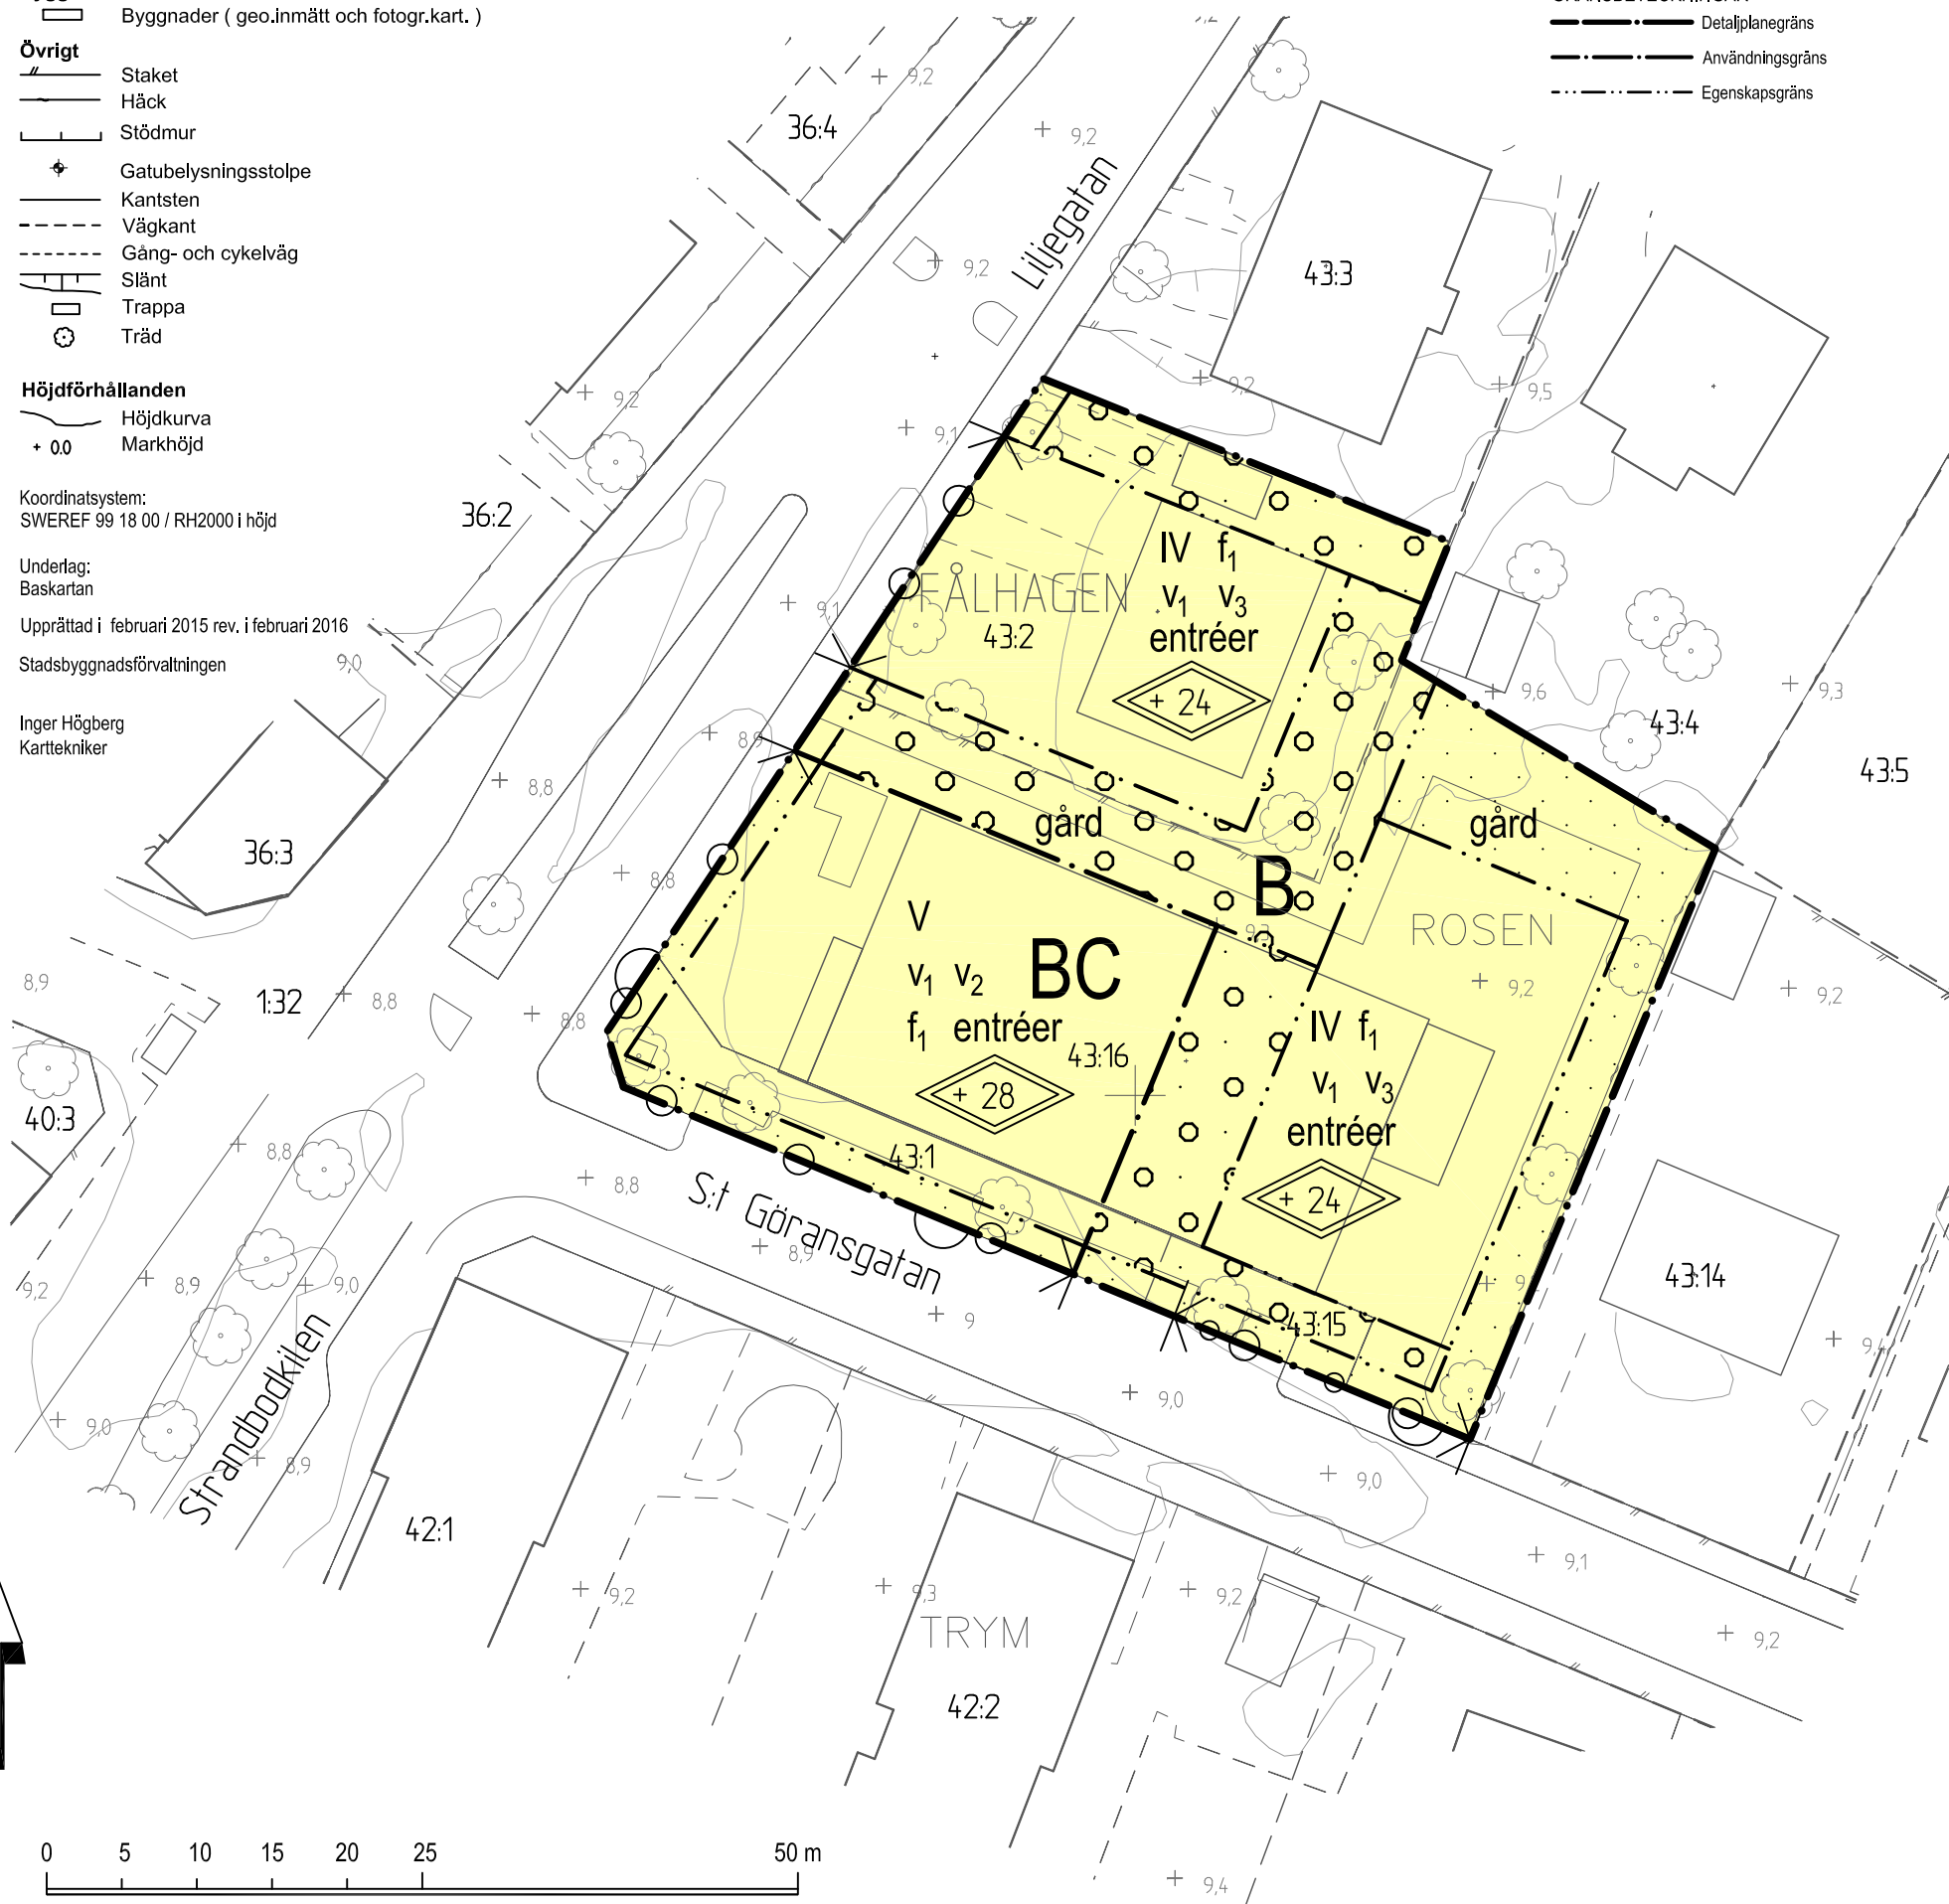 Byggnader ( geo.inmätt och fotogr.kart. )
Övrigt
Staket
Häck
Stödmur
Gatubelysningsstolpe
Kantsten
Vägkant
Gång- och cykelväg
Slänt
Trappa
Träd
Höjdförhållanden
Höjdkurva
+ 0.0 Markhöjd
Koordinatsystem:
SWEREF 99 18 00 / RH2000 i höjd
Underlag:
Baskartan
Upprättad i februari 2015 rev. i februari 2016
Stadsbyggnadsförvaltningen
Inger Högberg
Karttekniker
Detaljplanegräns
Användningsgräns
Egenskapsgräns
9,2
36:4
9,2
9,2
Liljegatan
43:3
9,2
9,2
9,2
9,5
9,1
36:2
IV f1
FÅLHAGEN
v1 v3
9,1
43:2
entréer
9,0
+ 24
9,6
9,3
43:4
8,9
43:5
8,8
gård
gård
36:3
8,8
B
V
ROSEN
9,3
BC
v1 v2
8,9
9,2
9,2
1:32
8,8
8,8
f1 entréer
IV f1
43:16
v1 v3
+ 28
40:3
entréer
8,8
43:1
8,8
S:t Göransgatan
+ 24
8,9
9,2
8,9
9,0
43:14
9
43:15
9,4
Strandbodkilen
9,0
9,0
8,9
9,0
42:1
9,1
9,2
9,3
9,2
TRYM
9,2
42:2
0 5 10 15 20 25 50 m
9,4